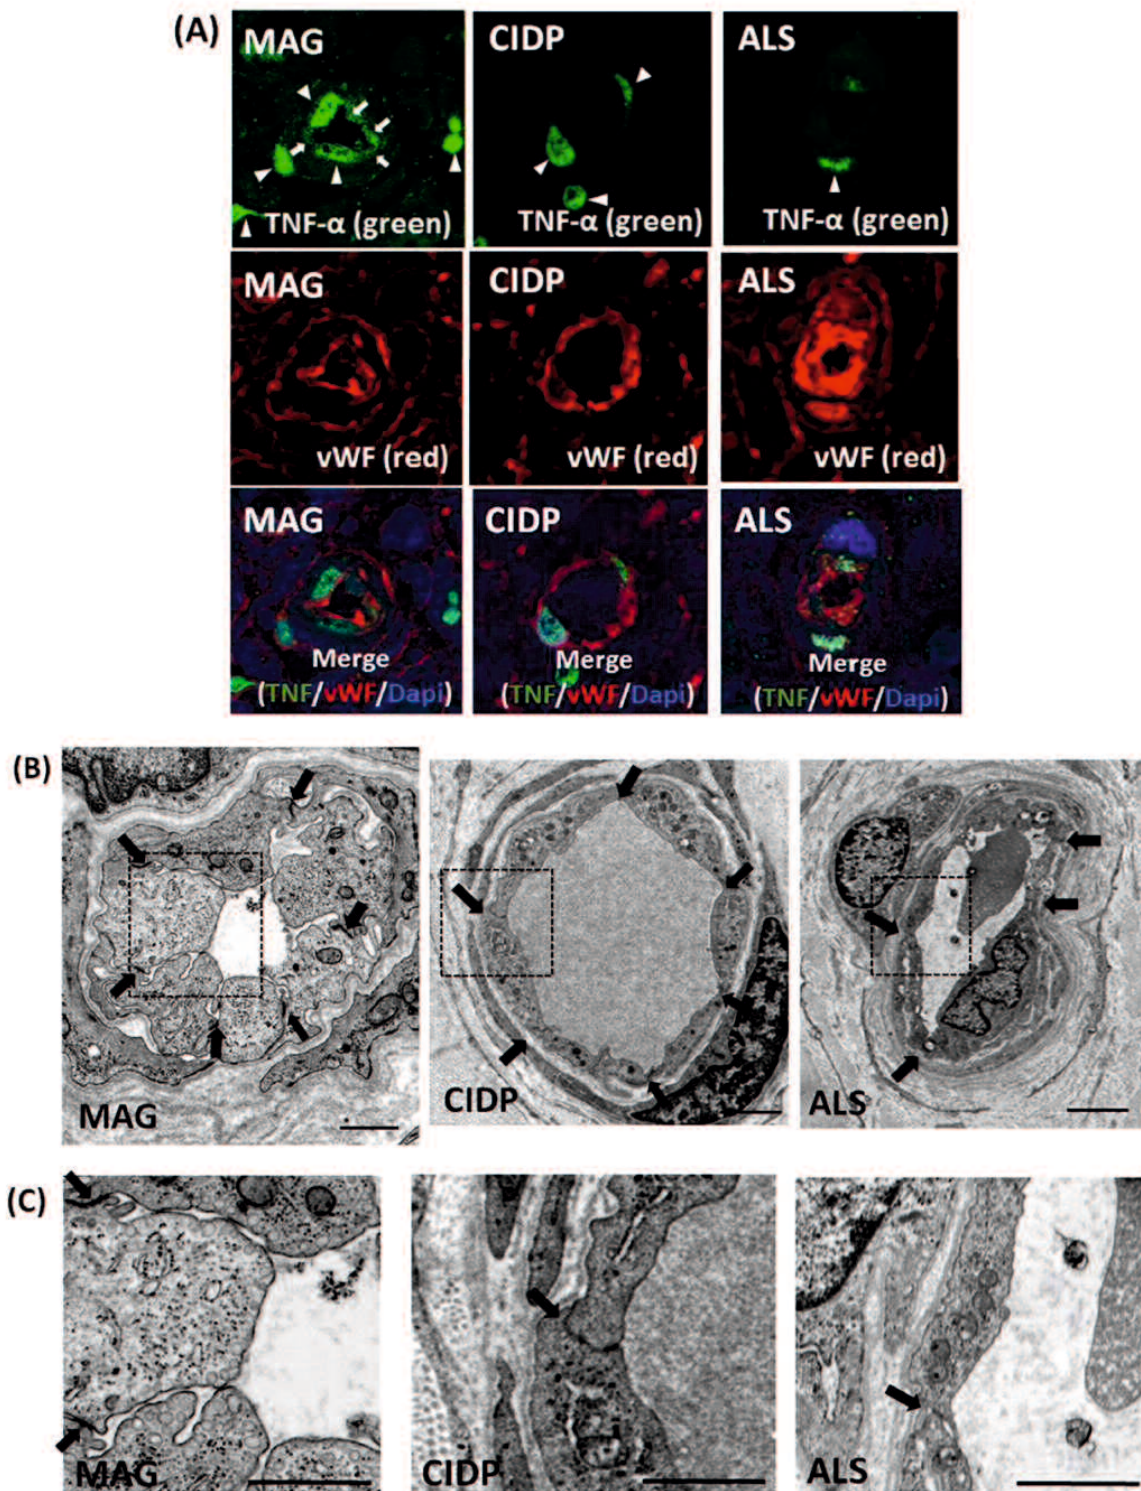 (A)
MAG
CIDP
ALS
TNF-α (green)
TNF-α (green)
TNF-α (green)
MAG
CIDP
ALS
vWF (red)
vWF (red)
vWF (red)
MAG
CIDP
ALS
Merge
(TNF/vWF/Dapi)
Merge
(TNF/vWF/Dapi)
Merge
(TNF/vWF/Dapi)
(B)
MAG
CIDP
ALS
(C)
MAG
CIDP
ALS